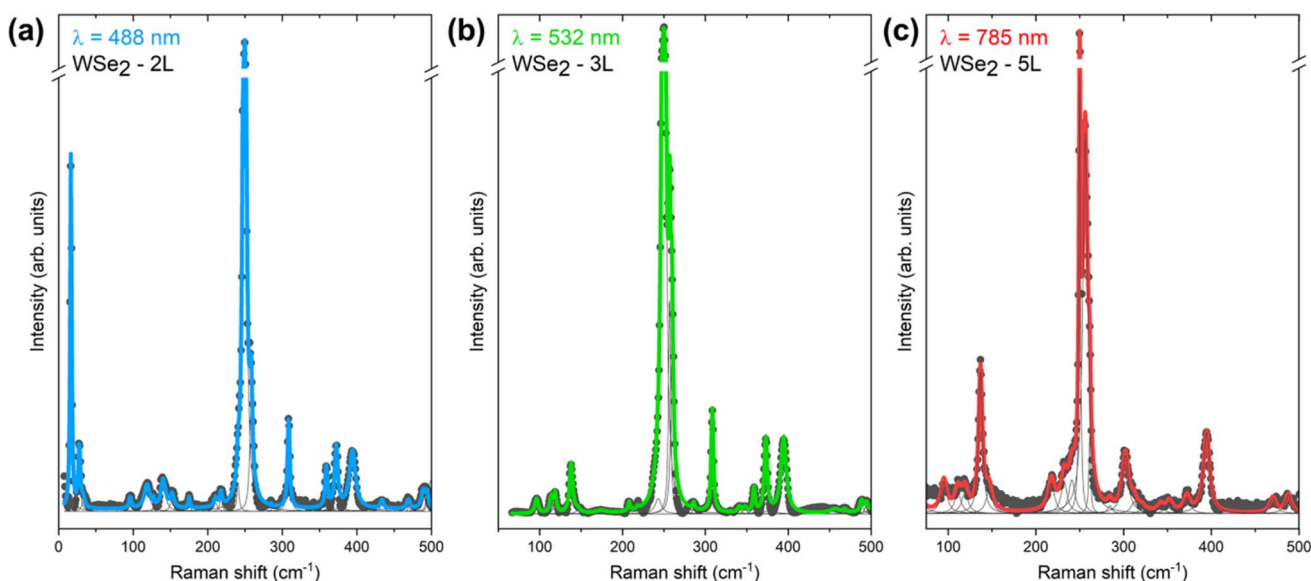 (a)
λ = 488 nm
WSe2 - 2L
Intensity (arb. units)
0 100 200 300 400 500
Raman shift (cm-1)
(b)
λ = 532 nm
WSe2 - 3L
Intensity (arb. units)
100 200 300 400 500
Raman shift (cm-1)
(c)
λ = 785 nm
WSe2 - 5L
Intensity (arb. units)
100 200 300 400 500
Raman shift (cm-1)